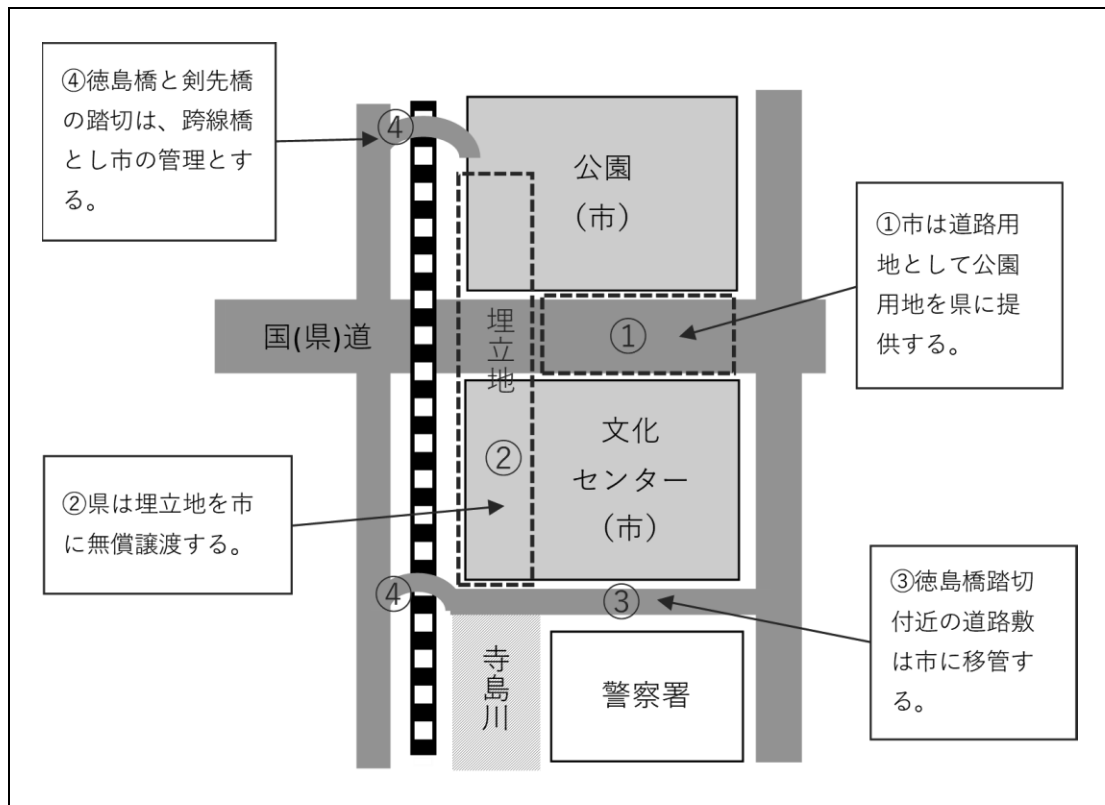 ④徳島橋と剣先橋
の踏切は、跨線橋
とし市の管理とす
る。
④
公園
（市）
①市は道路用
地として公園
用地を県に提
供する。
国(県)道
埋立地
①
②県は埋立地を市
に無償譲渡する。
②
文化
センター
（市）
④
③
③徳島橋踏切
付近の道路敷
は市に移管す
る。
寺島川
警察署